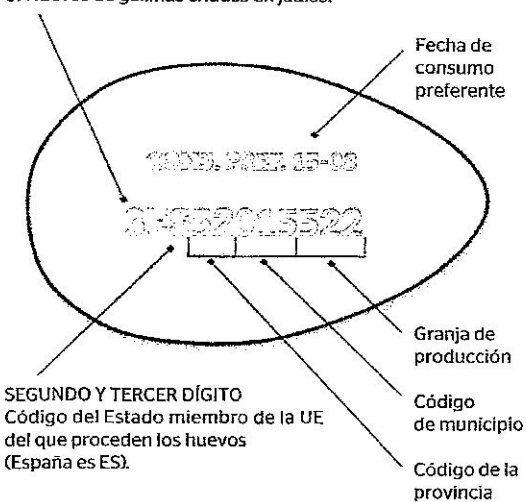 Huevos de gallinas criadas en jaulas.
Fecha de
consumo
preferente
CONS. PREF.
Granja de
producción
SEGUNDO Y TERCER DÍGITO
Código del Estado miembro de la UE
del que proceden los huevos
(España es ES).
Código
de municipio
Código de la
provincia